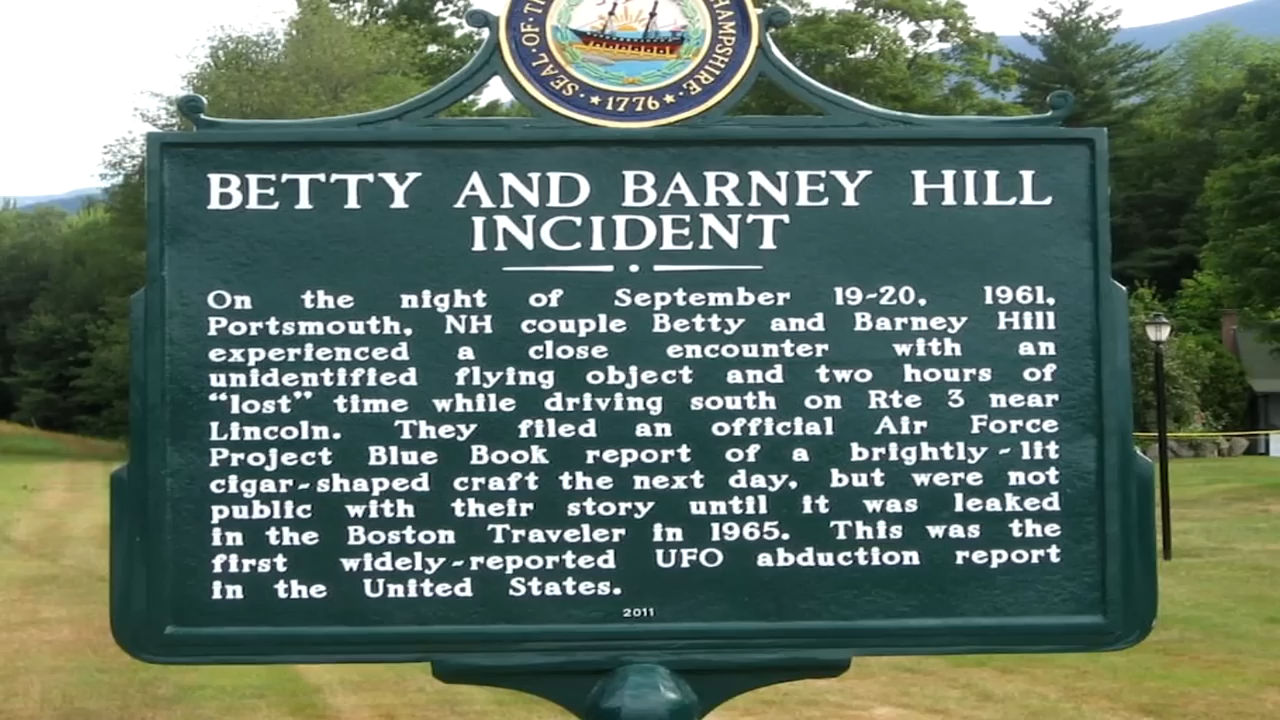 SEAL · OF · TH
HAMPSHIRE ·
★ 1776 ★
BETTY AND BARNEY HILL
INCIDENT
On the night of September 19-20, 1961,
Portsmouth, NH couple Betty and Barney Hill
experienced a close encounter with an
unidentified flying object and two hours of
“lost” time while driving south on Rte 3 near
Lincoln. They filed an official Air Force
Project Blue Book report of a brightly-lit
cigar-shaped craft the next day, but were not
public with their story until it was leaked
in the Boston Traveler in 1965. This was the
first widely-reported UFO abduction report
in the United States.
2011